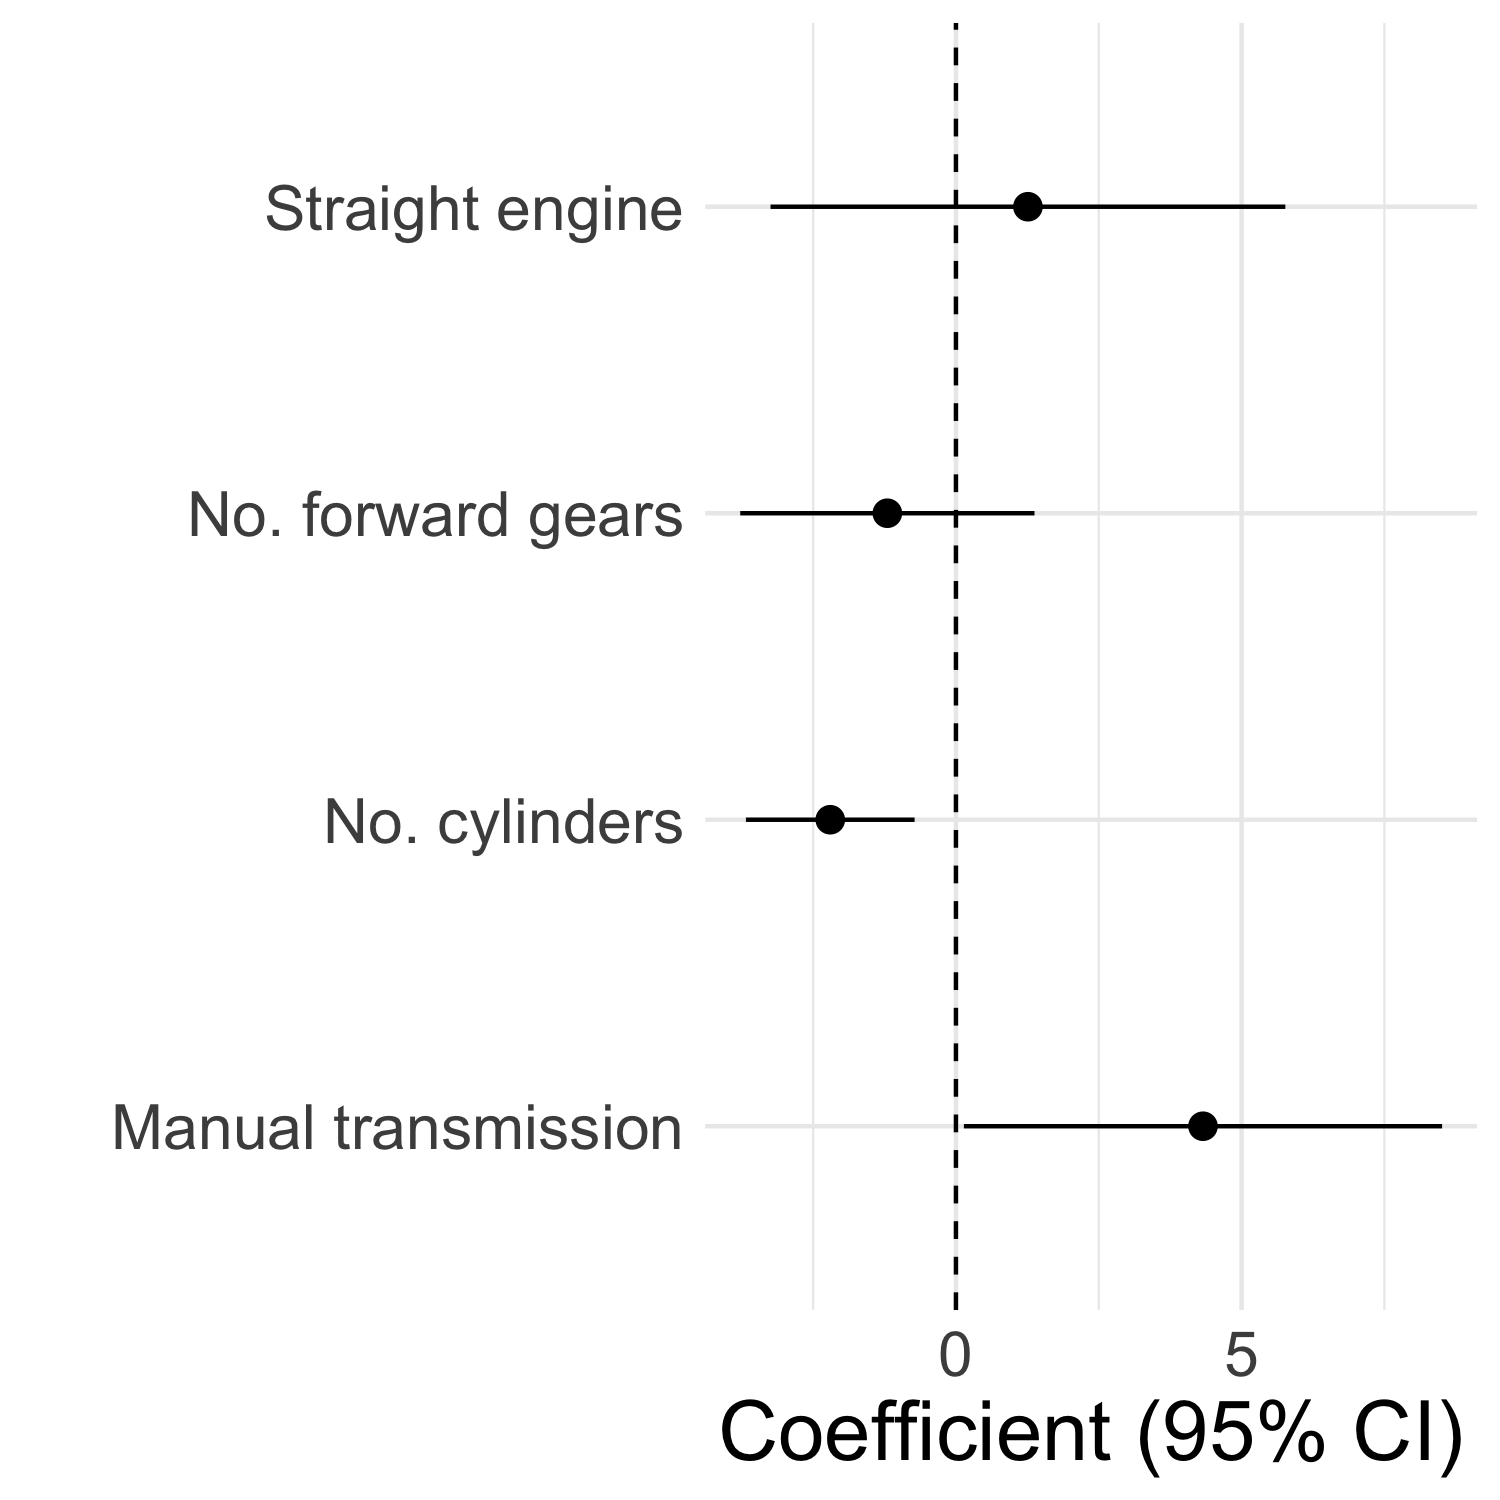 Straight engine
No. forward gears
No. cylinders
Manual transmission
0 5
Coefficient (95% CI)